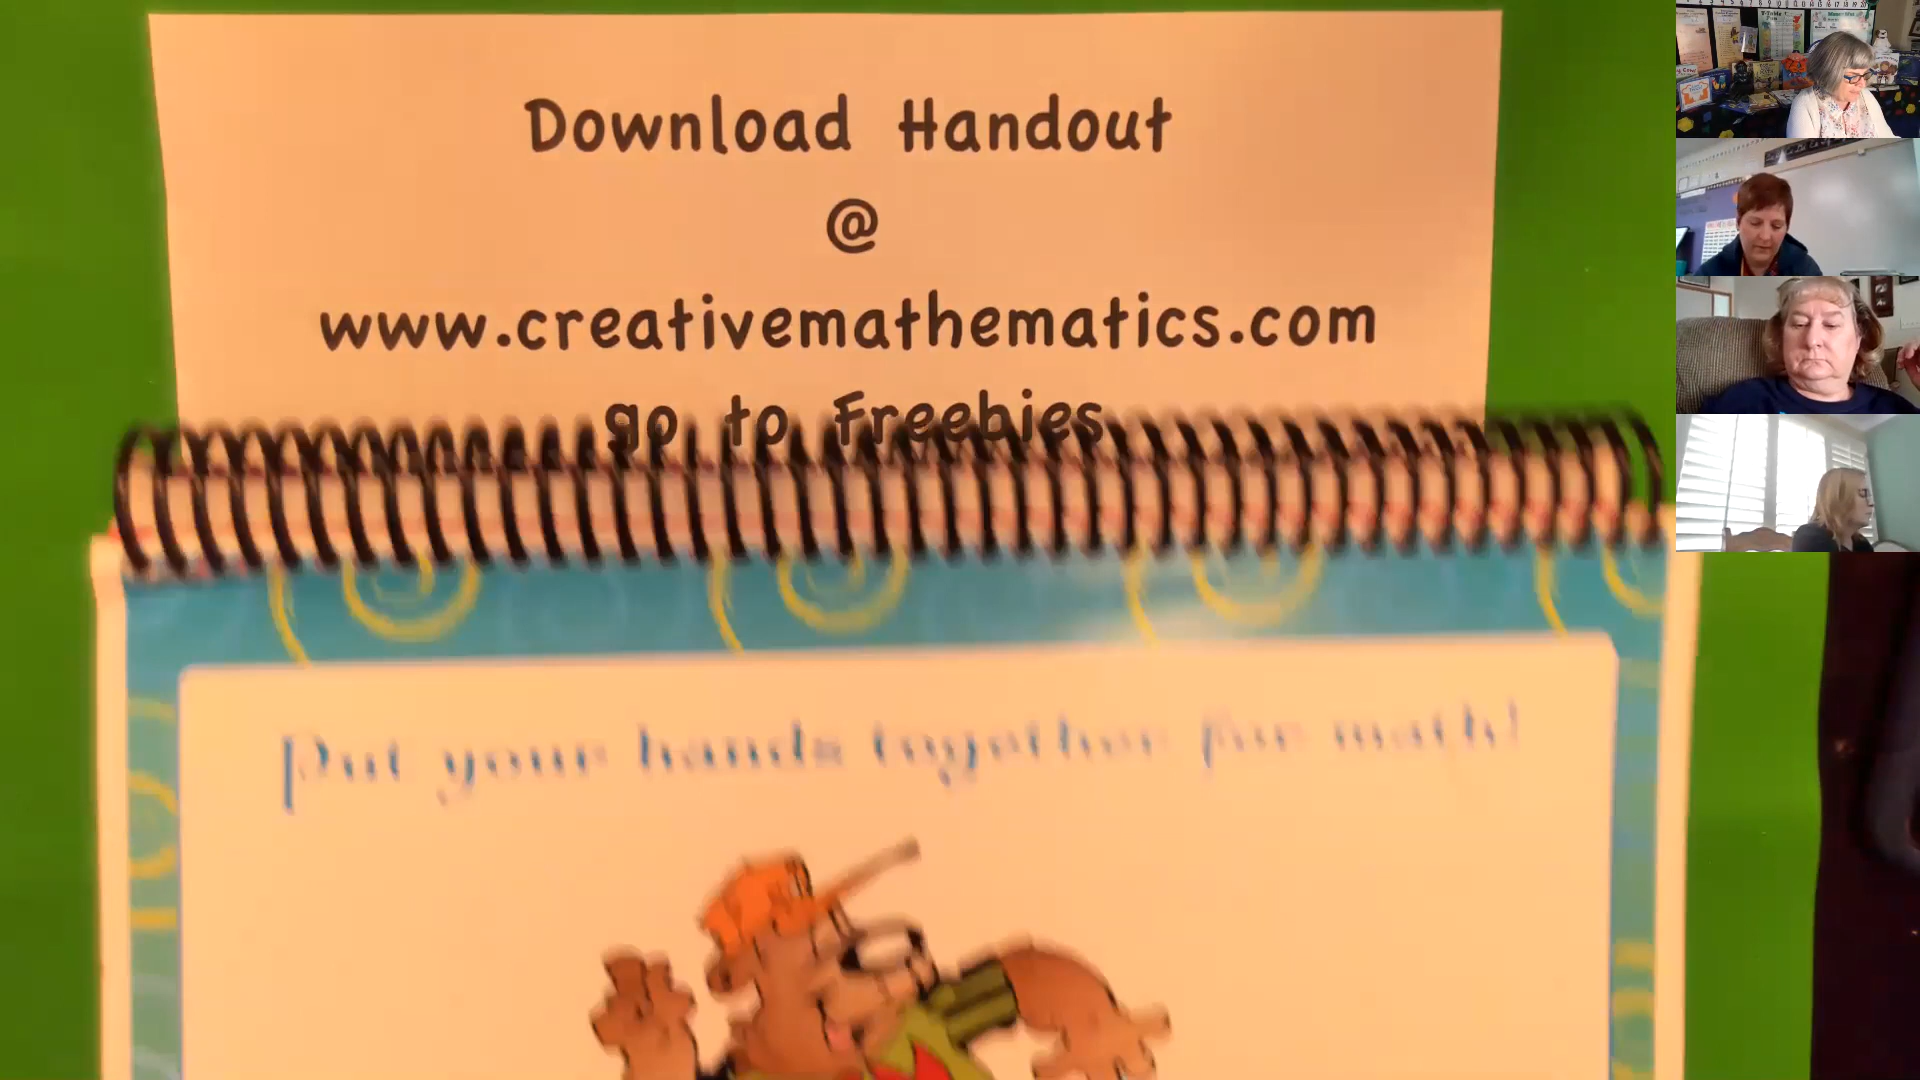 Download Handout
@
www.creativemathematics.com
go to Freebies
Put your hands together for math!